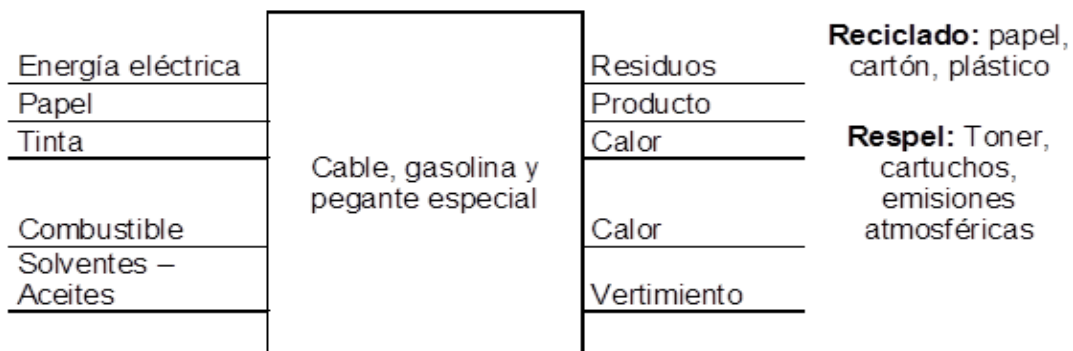 Energía eléctrica
Papel
Tinta
Combustible
Solventes –
Aceites
Cable, gasolina y
pegante especial
Residuos
Producto
Calor
Calor
Vertimiento
Reciclado: papel,
cartón, plástico
Respel: Toner,
cartuchos,
emisiones
atmosféricas